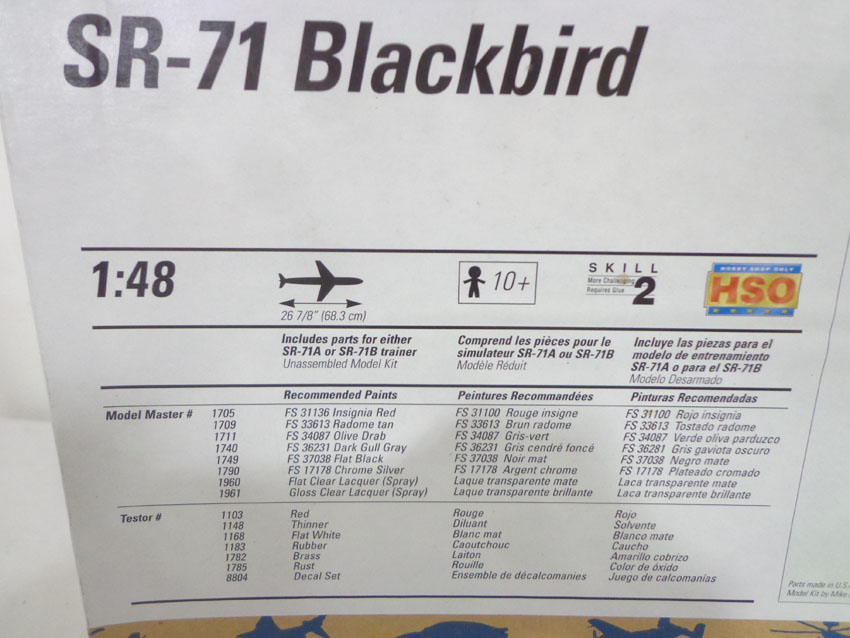 SR-71 Blackbird
1:48
26 7/8" (68.3 cm)
10+
SKILL
More Challenging
Requires Glue
2
HOBBY SHOP ONLY
HSO
Includes parts for either
SR-71A or SR-71B trainer
Unassembled Model Kit
Comprend les pièces pour le
simulateur SR-71A ou SR-71B
Modèle Réduit
Incluye las piezas para el
modelo de entrenamiento
SR-71A o para el SR-71B
Modelo Desarmado
Recommended Paints Peintures Recommandées Pinturas Recomendadas
Model Master # 1705 FS 31136 Insignia Red FS 31100 Rouge insigne FS 31100 Rojo insignia
1709 FS 33613 Radome tan FS 33613 Brun radome FS 33613 Tostado radome
1711 FS 34087 Olive Drab FS 34087 Gris-vert FS 34087 Verde oliva parduzco
1740 FS 36231 Dark Gull Gray FS 36231 Gris cendré foncé FS 36281 Gris gaviota oscuro
1749 FS 37038 Flat Black FS 37038 Noir mat FS 37038 Negro mate
1790 FS 17178 Chrome Silver FS 17178 Argent chrome FS 17178 Plateado cromado
1960 Flat Clear Lacquer (Spray) Laque transparente mate Laca transparente mate
1961 Gloss Clear Lacquer (Spray) Laque transparente brillante Laca transparente brillante
Testor # 1103 Red Rouge Rojo
1148 Thinner Diluant Solvente
1168 Flat White Blanc mat Blanco mate
1183 Rubber Caoutchouc Caucho
1782 Brass Laiton Amarillo cobrizo
1785 Rust Rouille Color de óxido
8804 Decal Set Ensemble de décalcomanies Juego de calcomanías
Parts made in U.S.
Model Kit by Mike